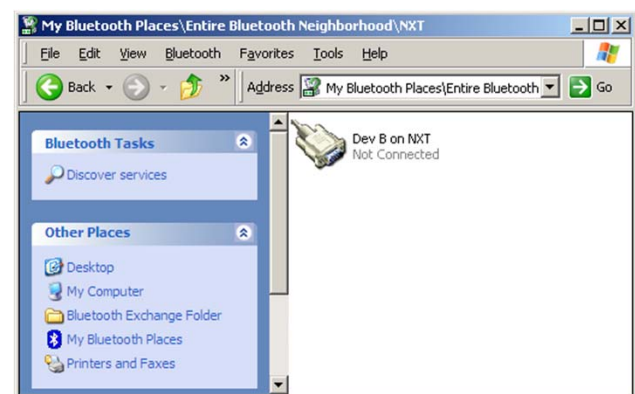 My Bluetooth Places\Entire Bluetooth Neighborhood\NXT
File Edit View Bluetooth Favorites Tools Help
Back » Address My Bluetooth Places\Entire Bluetooth Go
Bluetooth Tasks
Discover services
Other Places
Desktop
My Computer
Bluetooth Exchange Folder
My Bluetooth Places
Printers and Faxes
Dev B on NXT
Not Connected